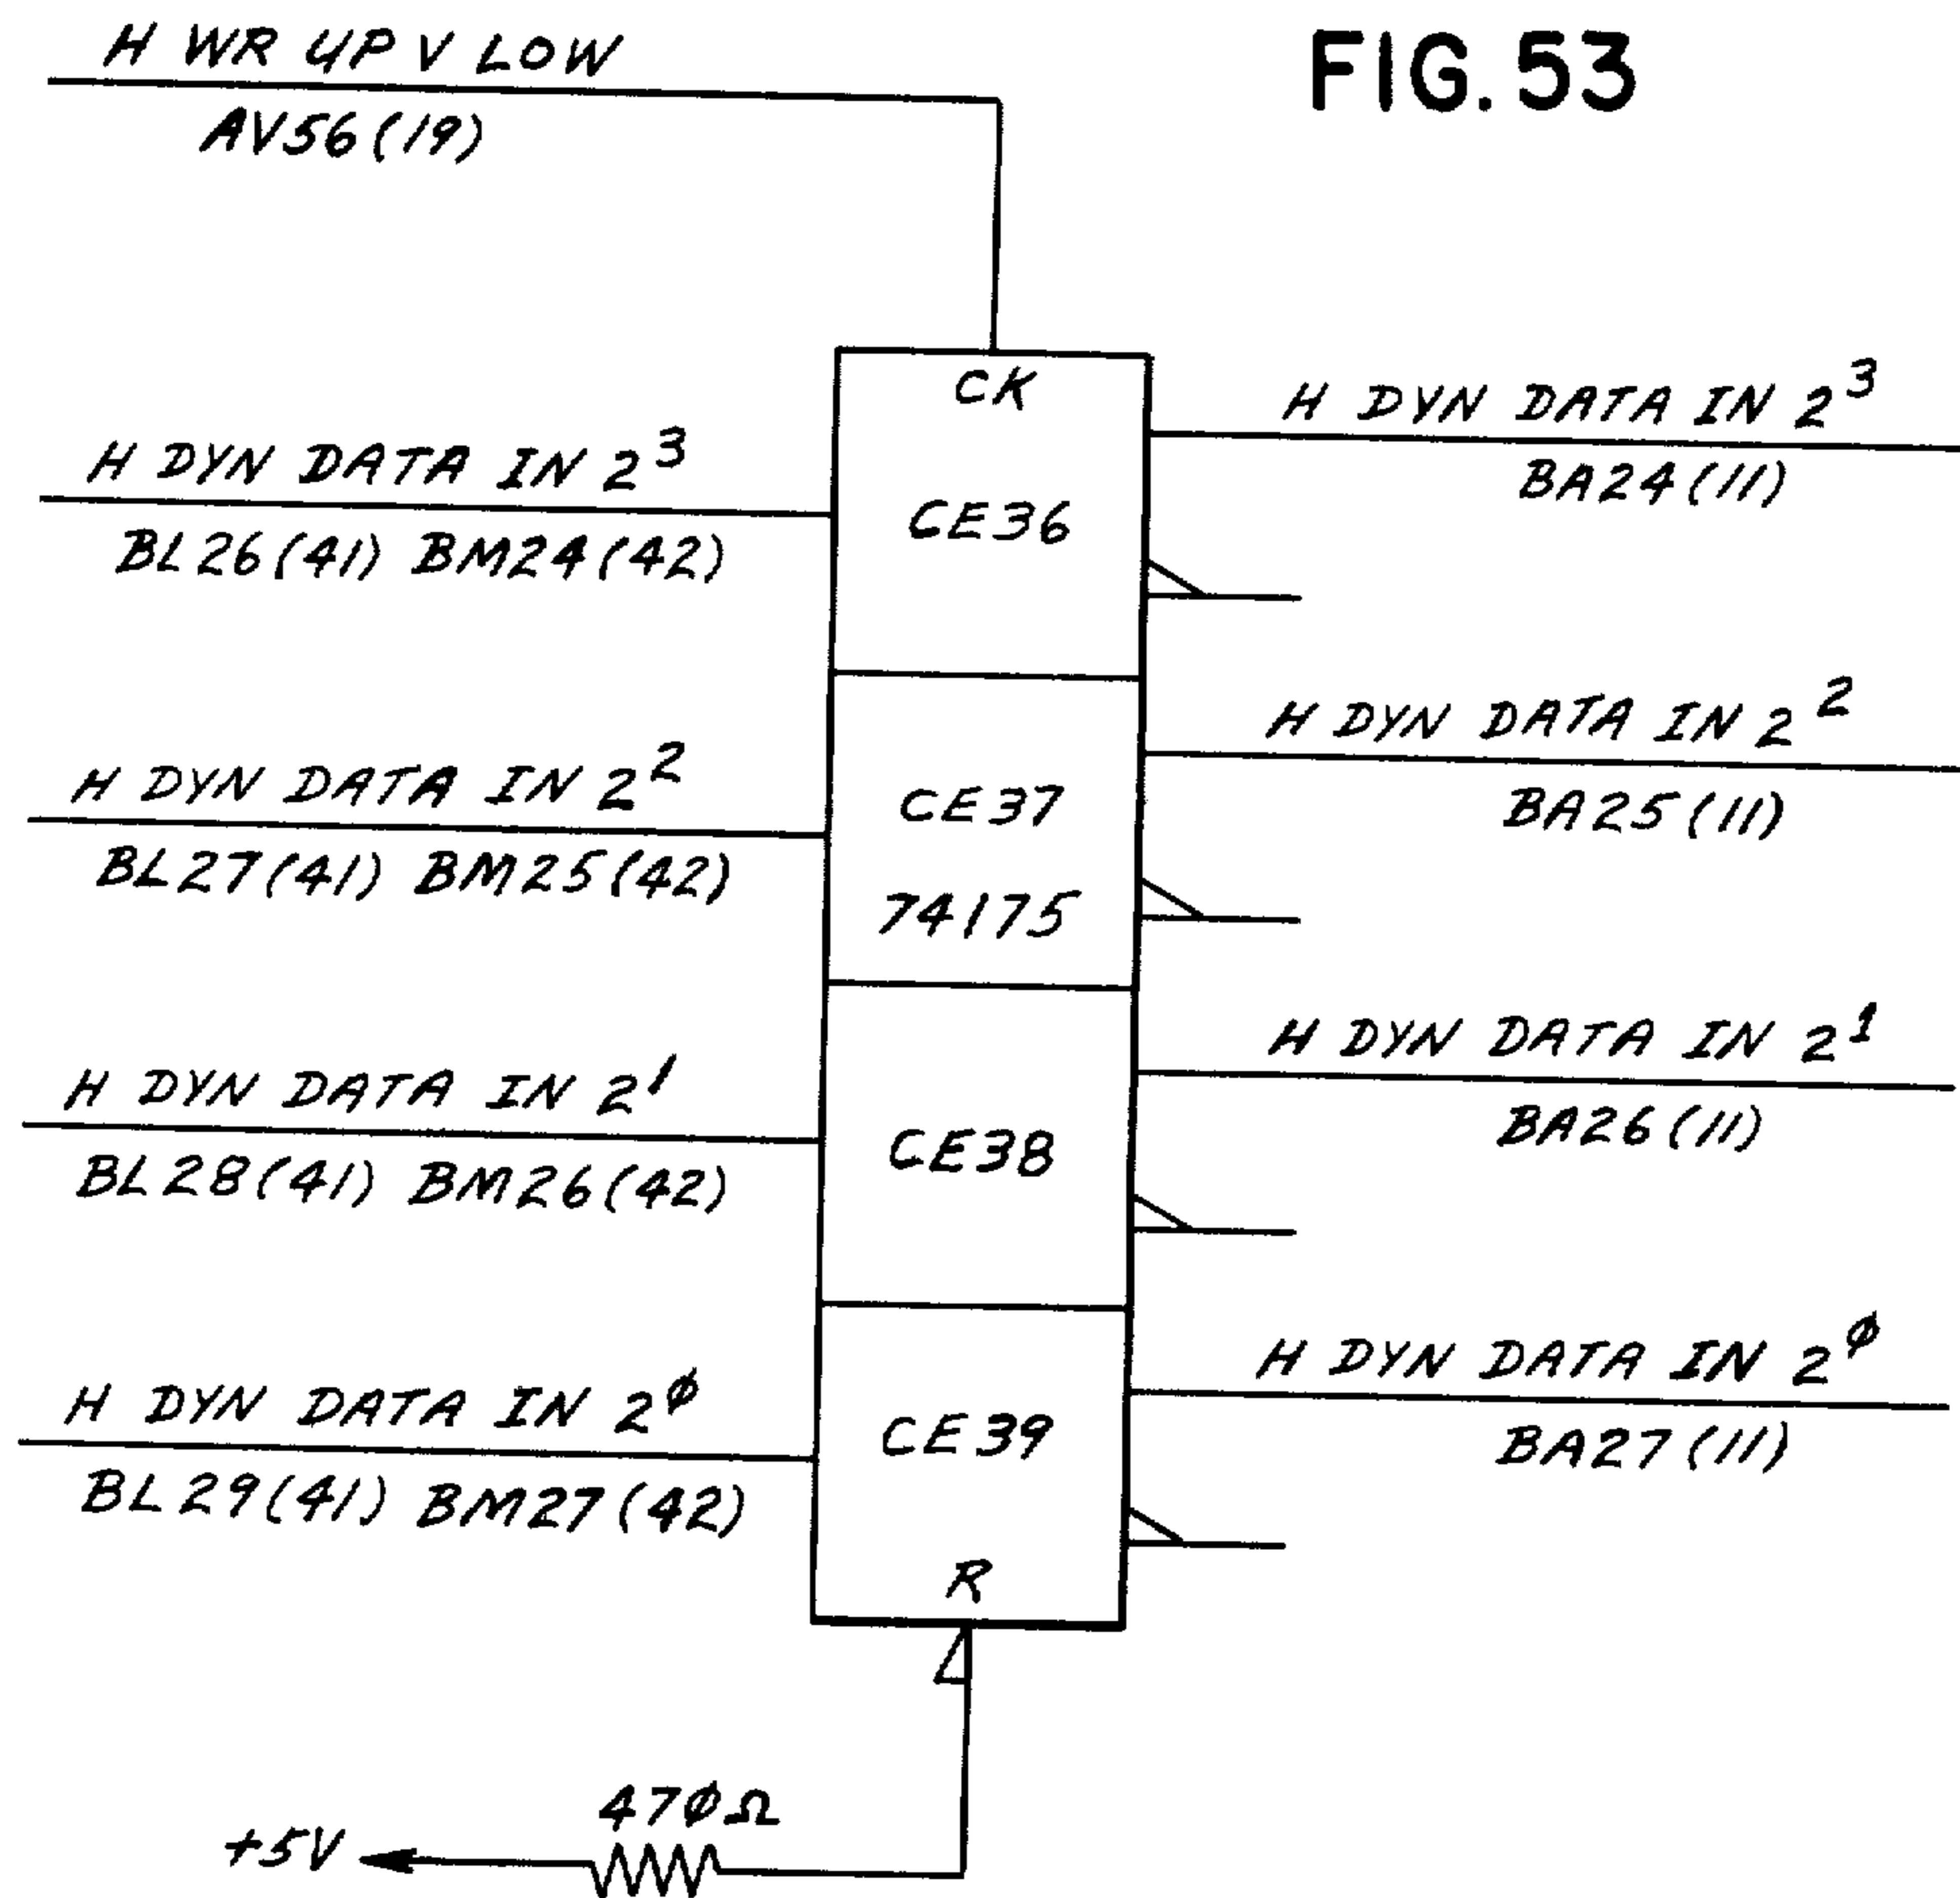 H WR UP V LOW
FIG. 53
AV56(19)
CK
H DYN DATA IN 2³
H DYN DATA IN 2³
BA24(11)
CE36
BL26(41) BM24(42)
H DYN DATA IN 2²
H DYN DATA IN 2²
CE37
BA25(11)
BL27(41) BM25(42)
74175
H DYN DATA IN 2¹
H DYN DATA IN 2¹
BA26(11)
CE38
BL28(41) BM26(42)
H DYN DATA IN 2^φ
H DYN DATA IN 2^φ
CE39
BA27(11)
BL29(41) BM27(42)
R
47φΩ
+5V